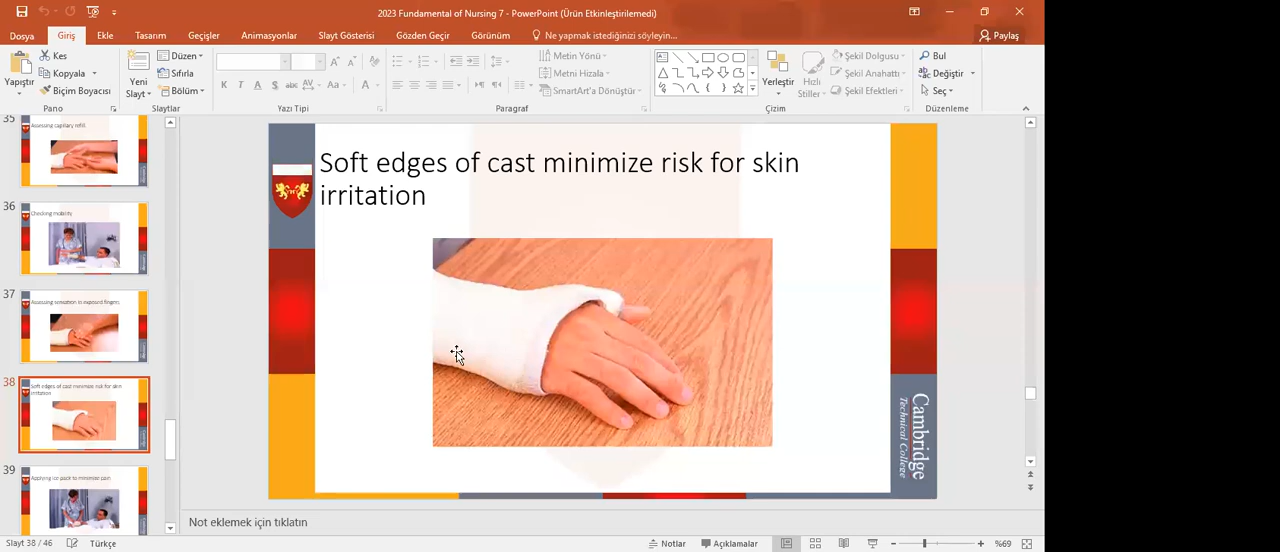 2023 Fundamental of Nursing 7 - PowerPoint (Ürün Etkinleştirilemedi)
Dosya Giriş Ekle Tasarım Geçişler Animasyonlar Slayt Gösterisi Gözden Geçir Görünüm Ne yapmak istediğinizi söyleyin... Paylaş
Yapıştır
Kes
Kopyala
Biçim Boyacısı
Pano
Yeni
Slayt
Düzen
Sıfırla
Bölüm
Slaytlar
K T A S abc AV Aa A
Yazı Tipi
Metin Yönü
Metni Hizala
SmartArt'a Dönüştür
Paragraf
Yerleştir
Hızlı
Stiller
Şekil Dolgusu
Şekil Anahattı
Şekil Efektleri
Çizim
Bul
Değiştir
Seç
Düzenleme
35
Assessing capillary refill
36
Checking mobility
37
Assessing sensation in exposed fingers
38
Soft edges of cast minimize risk for skin
irritation
39
Applying ice pack to minimize pain
Soft edges of cast minimize risk for skin
irritation
Cambridge
Technical College
Not eklemek için tıklatın
Slayt 38 / 46 Türkçe Notlar Açıklamalar %69